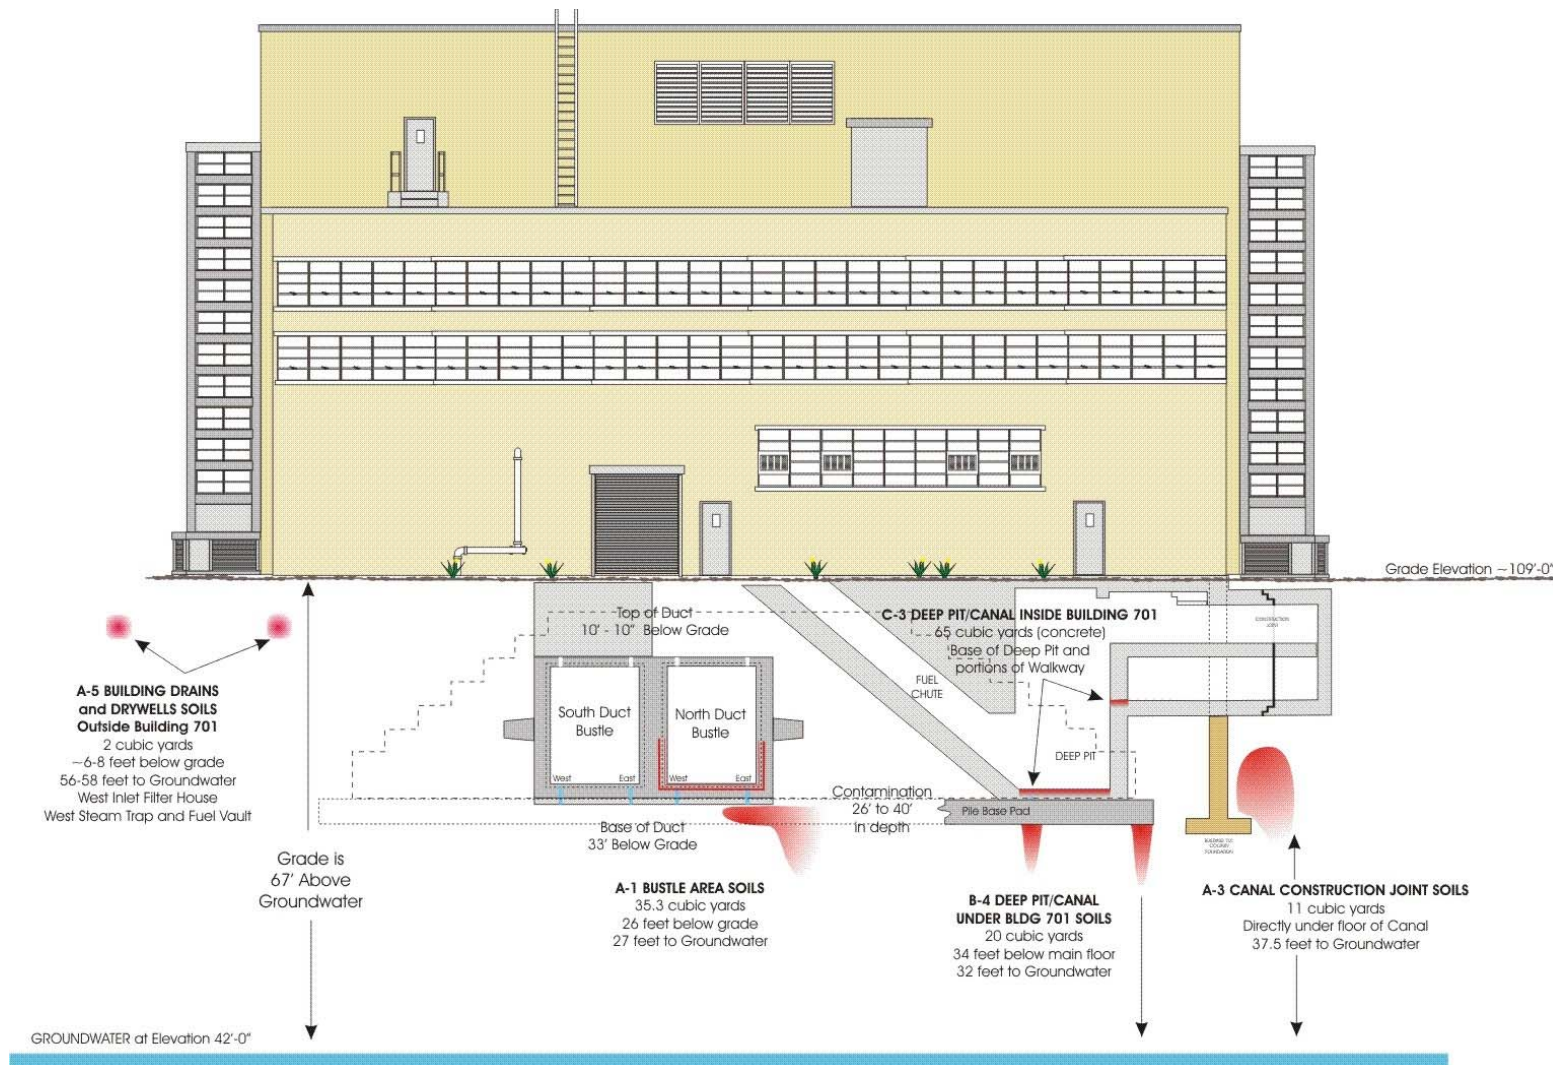 Grade Elevation ~109'-0"
Top of Duct
10' - 10" Below Grade
C-3 DEEP PIT/CANAL INSIDE BUILDING 701
65 cubic yards (concrete)
Base of Deep Pit and
portions of Walkway
CONSTRUCTION
JOINT
FUEL
CHUTE
A-5 BUILDING DRAINS
and DRYWELLS SOILS
Outside Building 701
2 cubic yards
~6-8 feet below grade
56-58 feet to Groundwater
West Inlet Filter House
West Steam Trap and Fuel Vault
South Duct
Bustle
North Duct
Bustle
West
East
West
East
DEEP PIT
Contamination
26' to 40'
in depth
Pile Base Pad
Base of Duct
33' Below Grade
FOUNDATION
Grade is
67' Above
Groundwater
A-1 BUSTLE AREA SOILS
35.3 cubic yards
26 feet below grade
27 feet to Groundwater
B-4 DEEP PIT/CANAL
UNDER BLDG 701 SOILS
20 cubic yards
34 feet below main floor
32 feet to Groundwater
A-3 CANAL CONSTRUCTION JOINT SOILS
11 cubic yards
Directly under floor of Canal
37.5 feet to Groundwater
GROUNDWATER at Elevation 42'-0"